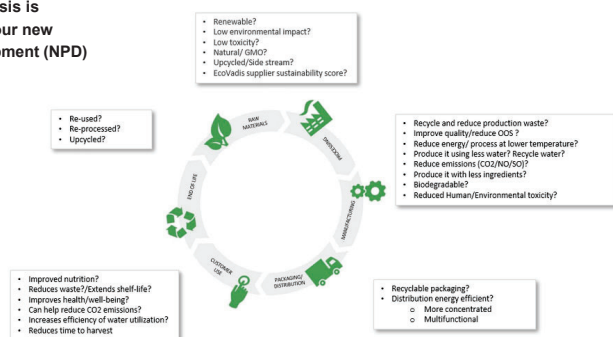 sis is
our new
pment (NPD)
• Renewable?
• Low environmental impact?
• Low toxicity?
• Natural/ GMO?
• Upcycled/Side stream?
• EcoVadis supplier sustainability score?
• Re-used?
• Re-processed?
• Upcycled?
RAW
MATERIALS
PROCESSING
• Recycle and reduce production waste?
• Improve quality/reduce OOS ?
• Reduce energy/ process at lower temperature?
• Produce it using less water? Recycle water?
• Reduce emissions (CO2/NO/SO)?
• Produce it with less ingredients?
• Biodegradable?
• Reduced Human/Environmental toxicity?
END OF LIFE
MANUFACTURING
CUSTOMER
USE
PACKAGING/
DISTRIBUTION
• Improved nutrition?
• Reduces waste?/Extends shelf-life?
• Improves health/well-being?
• Can help reduce CO2 emissions?
• Increases efficiency of water utilization?
• Reduces time to harvest
• Recyclable packaging?
• Distribution energy efficient?
o More concentrated
o Multifunctional